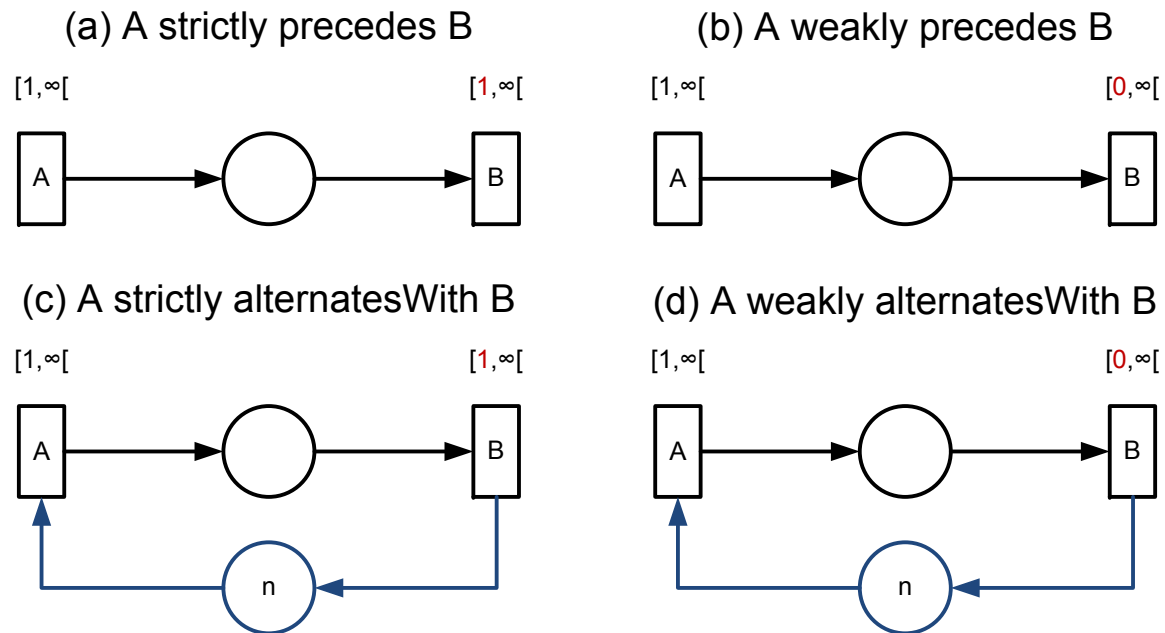 (a) A strictly precedes B
(b) A weakly precedes B
[1,∞[
[1,∞[
[1,∞[
[0,∞[
A
B
A
B
(c) A strictly alternatesWith B
(d) A weakly alternatesWith B
[1,∞[
[1,∞[
[1,∞[
[0,∞[
A
B
A
B
n
n